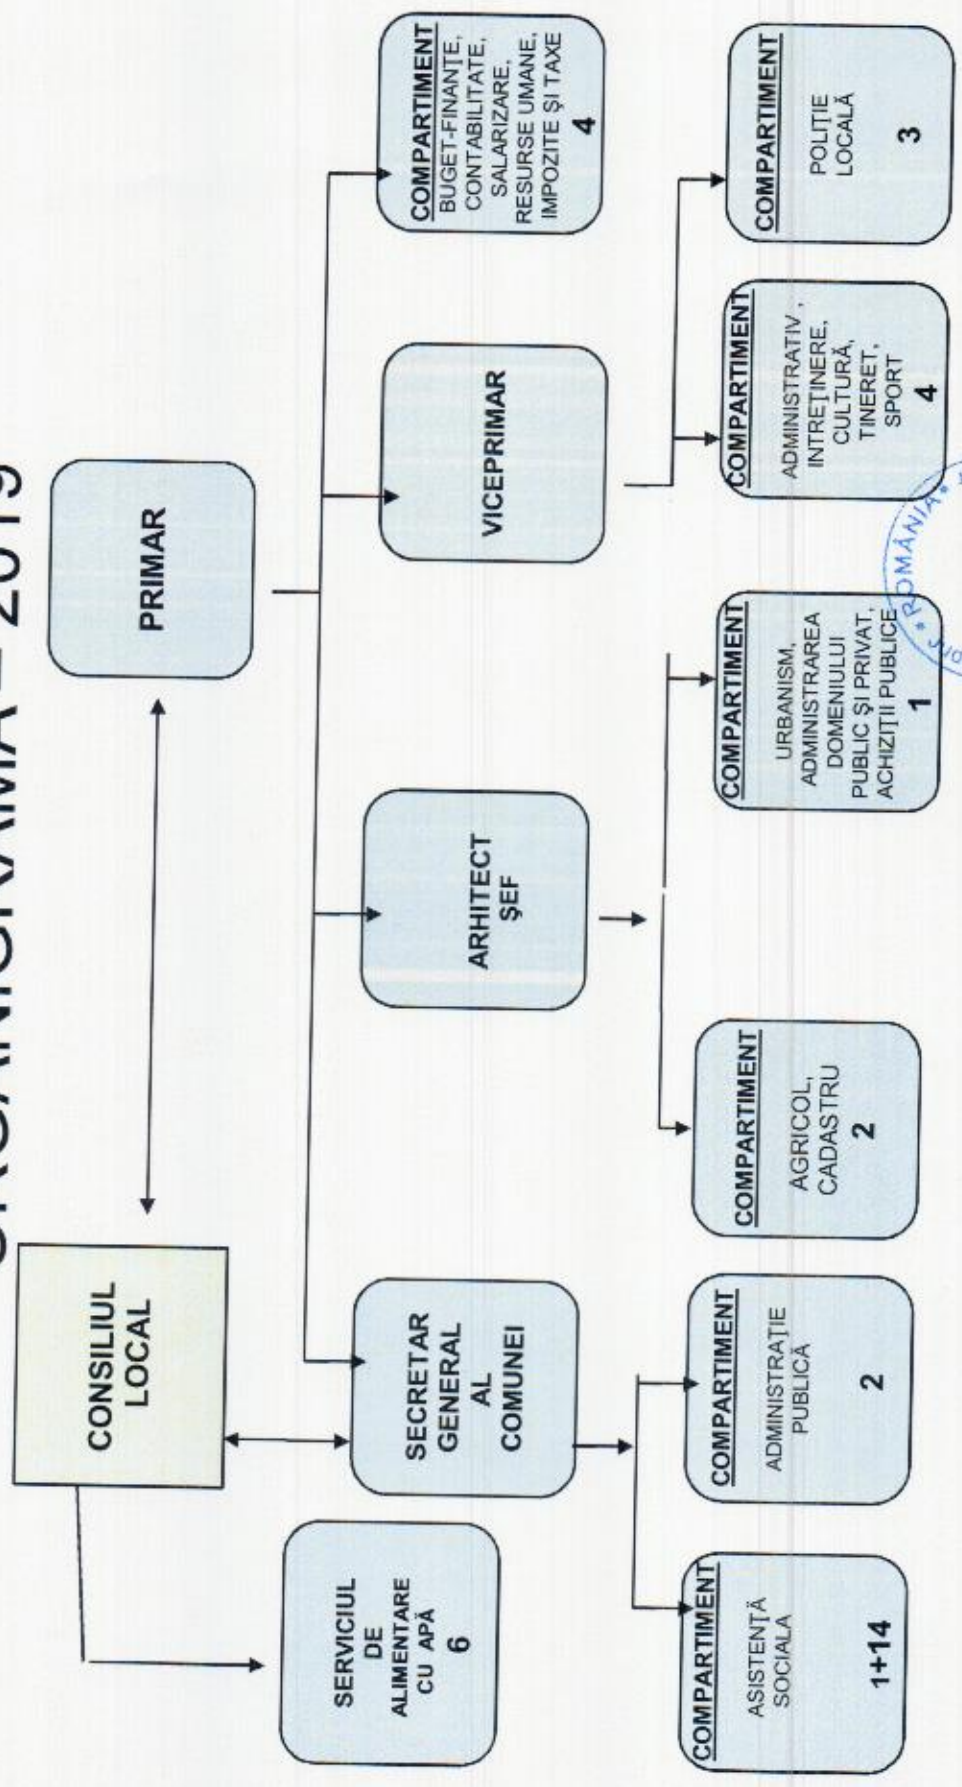 PRIMAR
CONSILIUL
LOCAL
SERVICIUL
DE
ALIMENTARE
CU APĂ
6
SECRETAR
GENERAL
AL
COMUNEI
ARHITECT
ŞEF
VICEPRIMAR
COMPARTIMENT
BUGET-FINANŢE,
CONTABILITATE,
SALARIZARE,
RESURSE UMANE,
IMPOZITE ŞI TAXE
4
COMPARTIMENT
ASISTENŢĂ
SOCIALA
1+14
COMPARTIMENT
ADMINISTRAŢIE
PUBLICĂ
2
COMPARTIMENT
AGRICOL,
CADASTRU
2
COMPARTIMENT
URBANISM,
ADMINISTRAREA
DOMENIULUI
PUBLIC ŞI PRIVAT,
ACHIZIŢII PUBLICE
1
COMPARTIMENT
ADMINISTRATIV,
INTREŢINERE,
CULTURĂ,
TINERET,
SPORT
4
COMPARTIMENT
POLIŢIE
LOCALĂ
3
* ROMÂNIA *